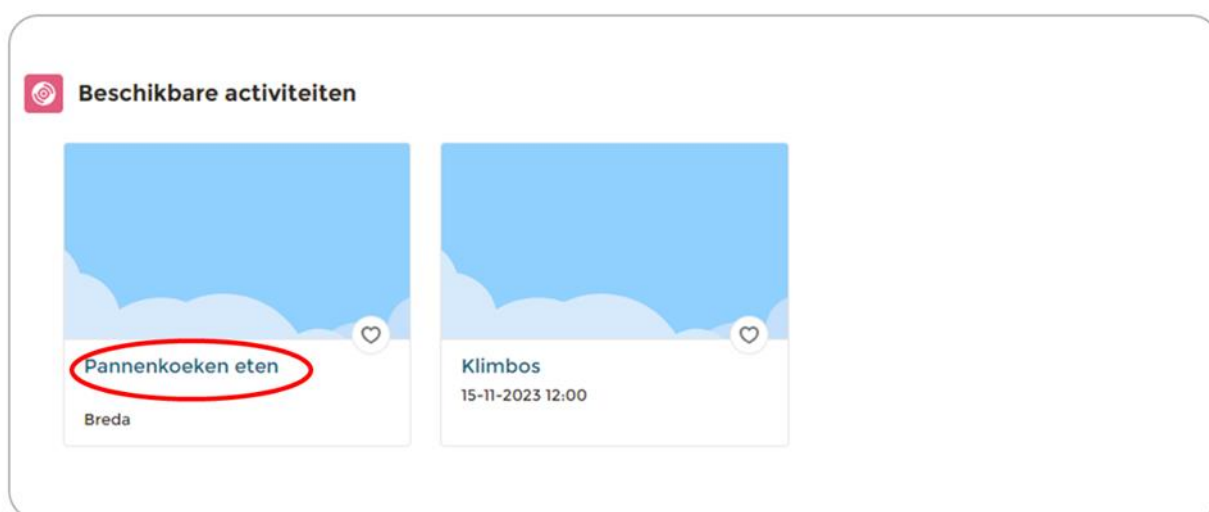 Beschikbare activiteiten
Pannenkoeken eten
Breda
Klimbos
15-11-2023 12:00